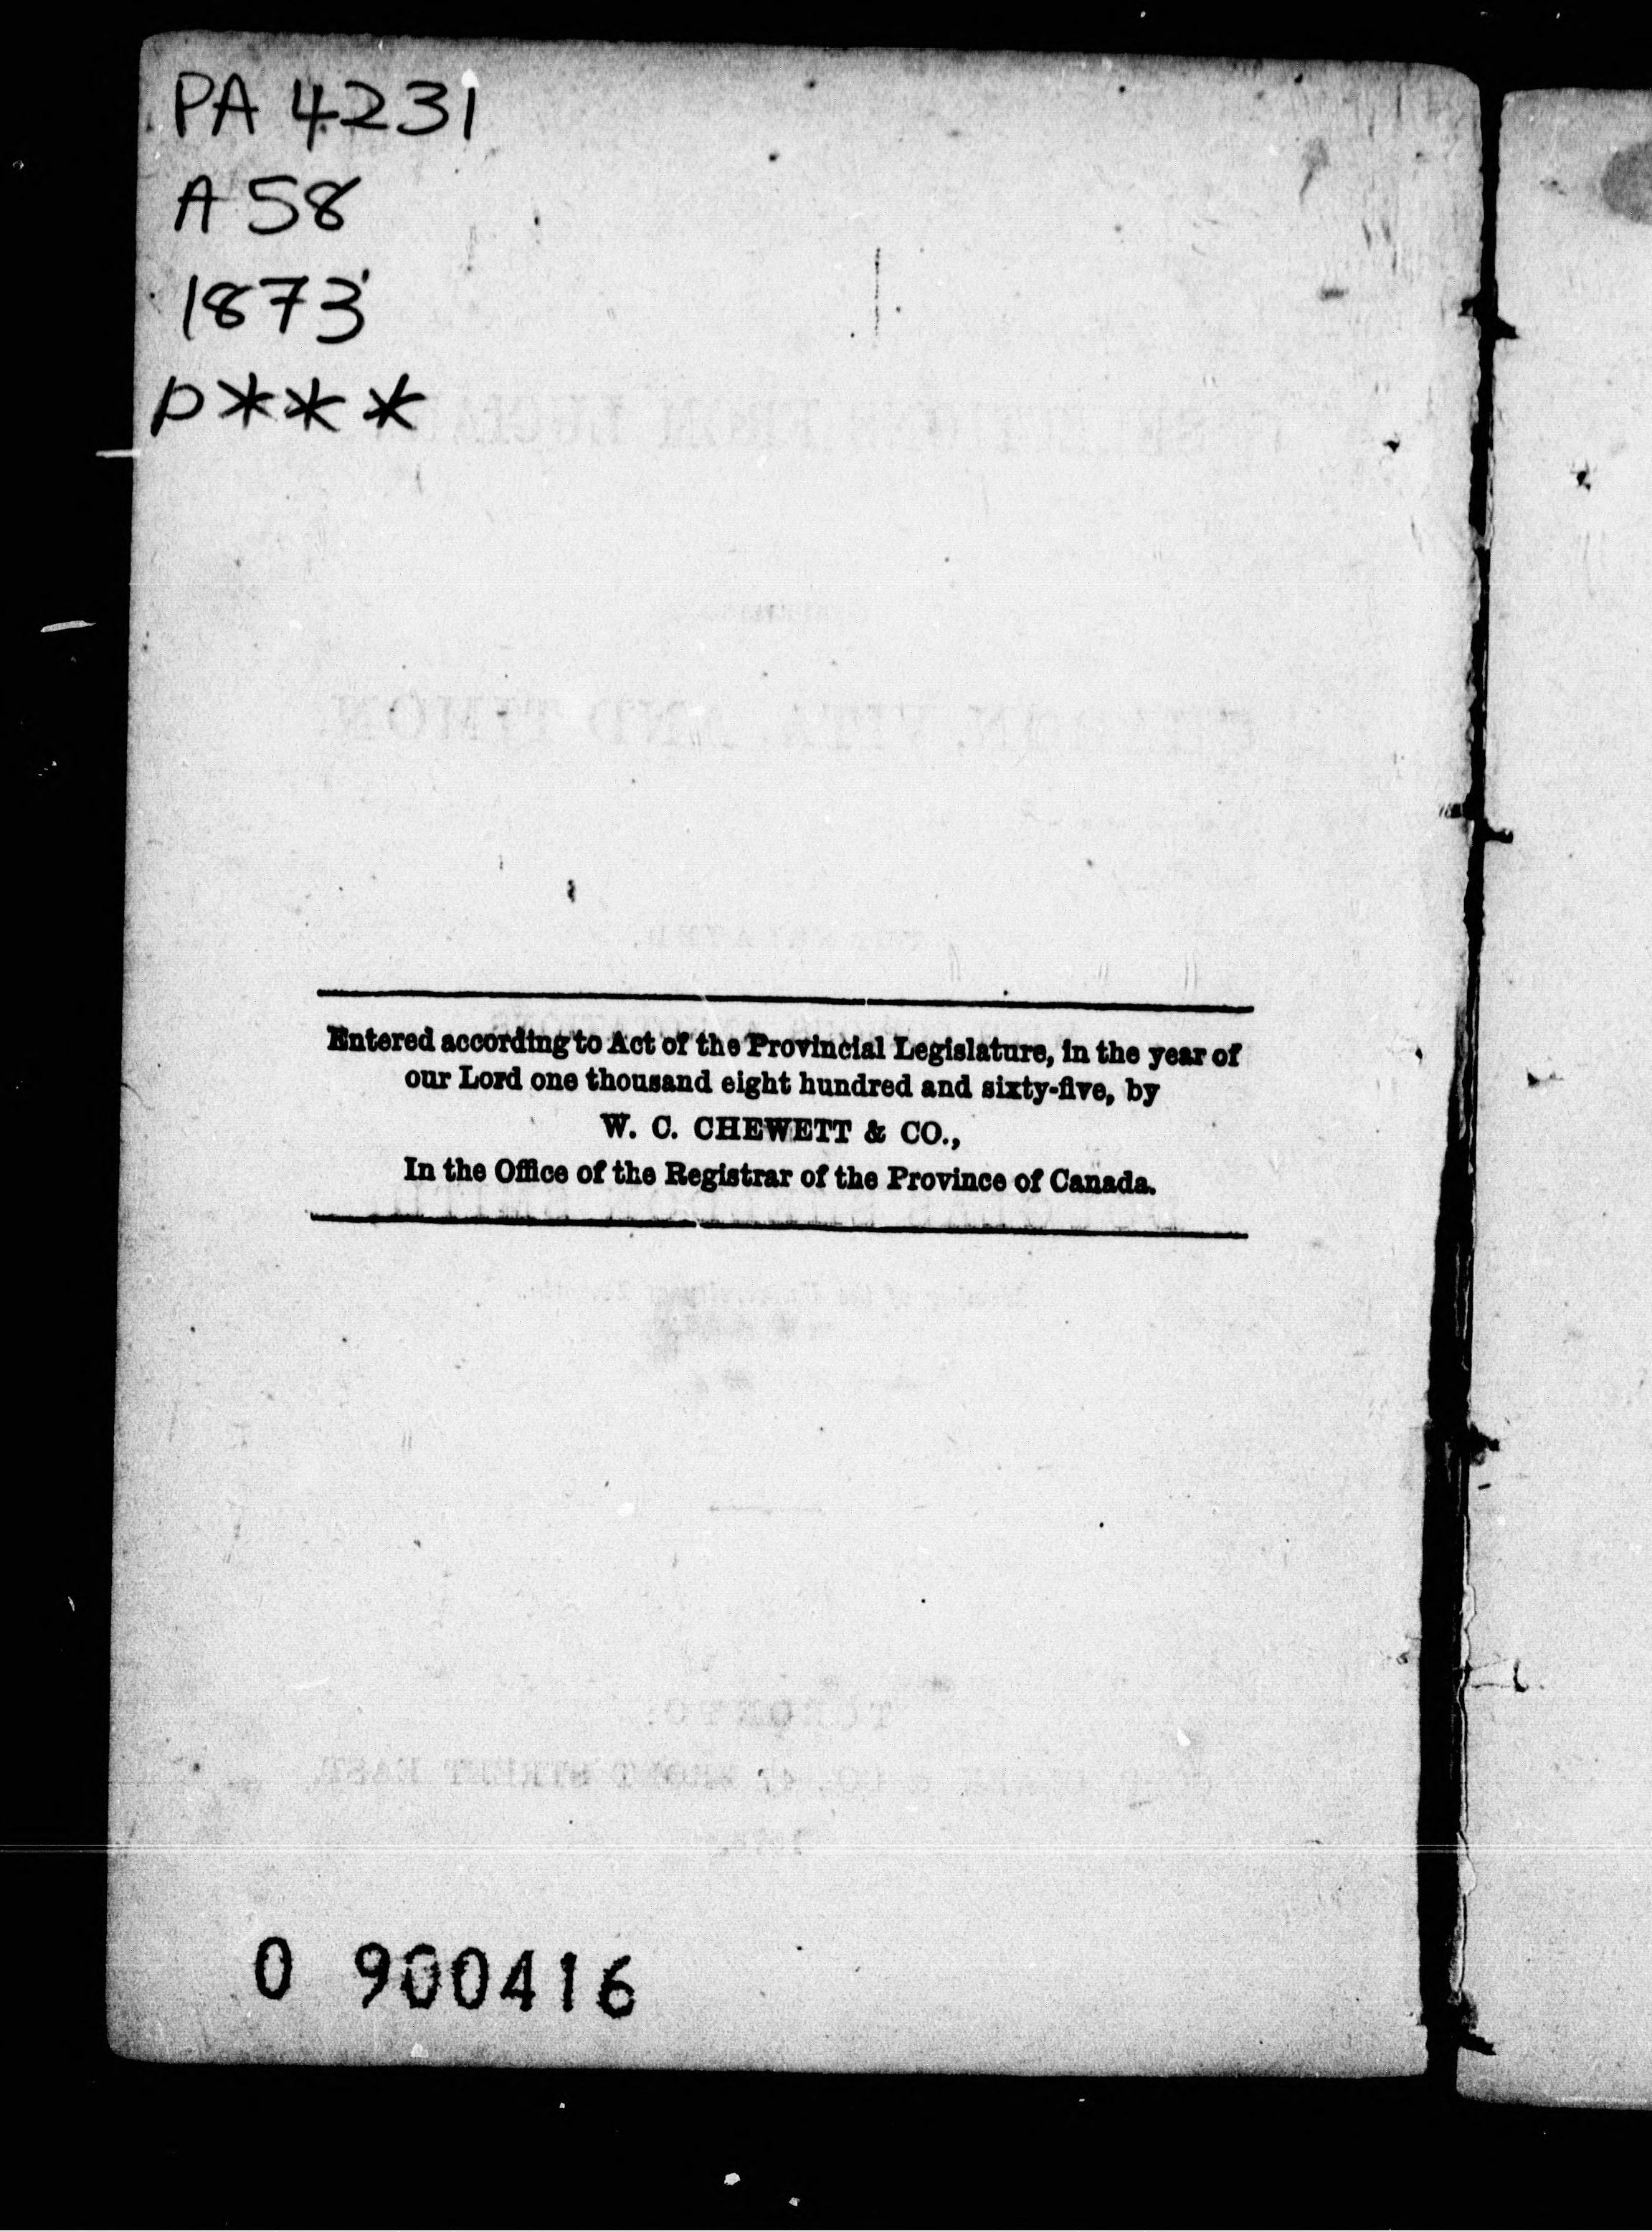 PA 4231
A 58
1873
p***
Entered according to Act of the Provincial Legislature, in the year of
our Lord one thousand eight hundred and sixty-five, by
W. C. CHEWETT & CO.,
In the Office of the Registrar of the Province of Canada.
0 900416